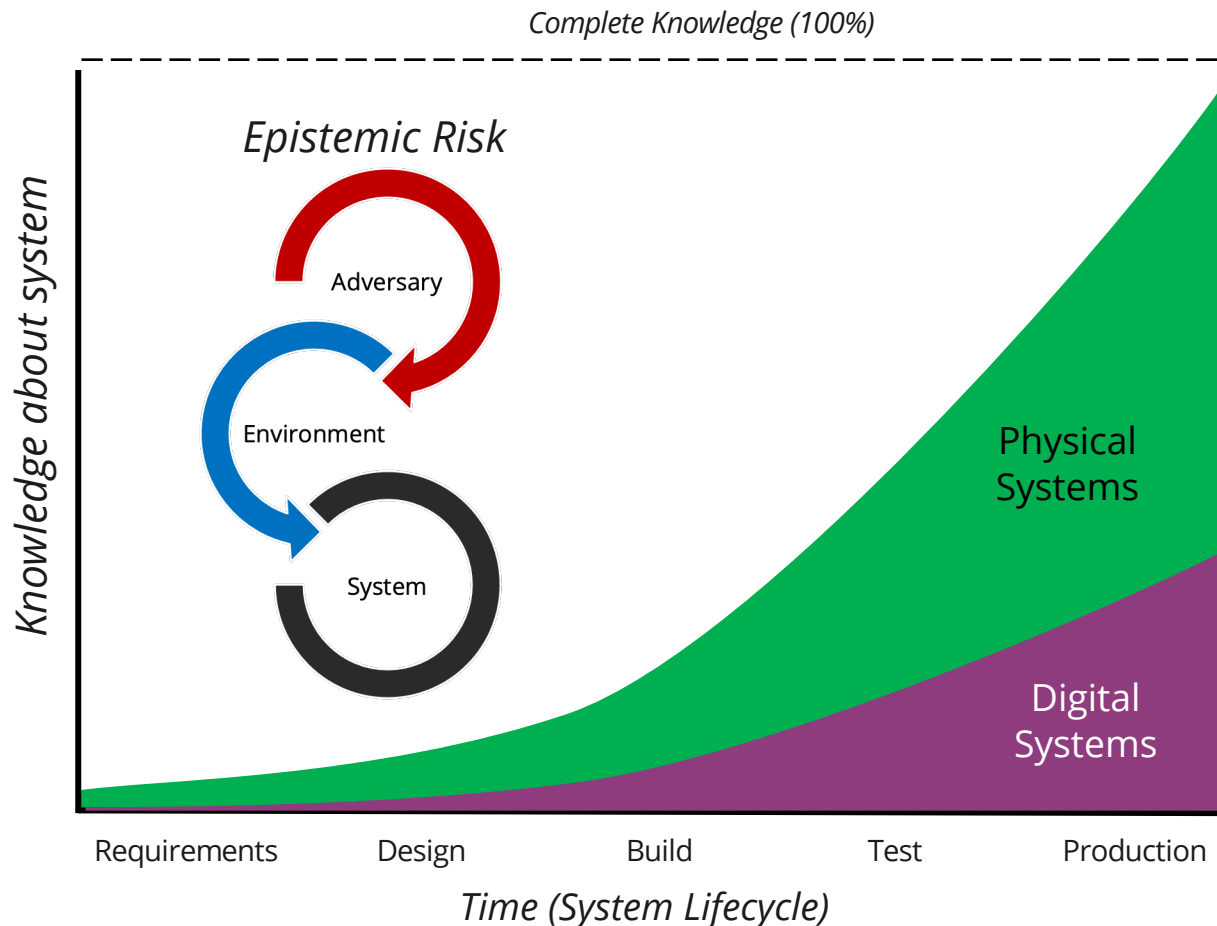 Complete Knowledge (100%)
Epistemic Risk
Knowledge about system
Adversary
Environment
System
Physical
Systems
Digital
Systems
Requirements Design Build Test Production
Time (System Lifecycle)